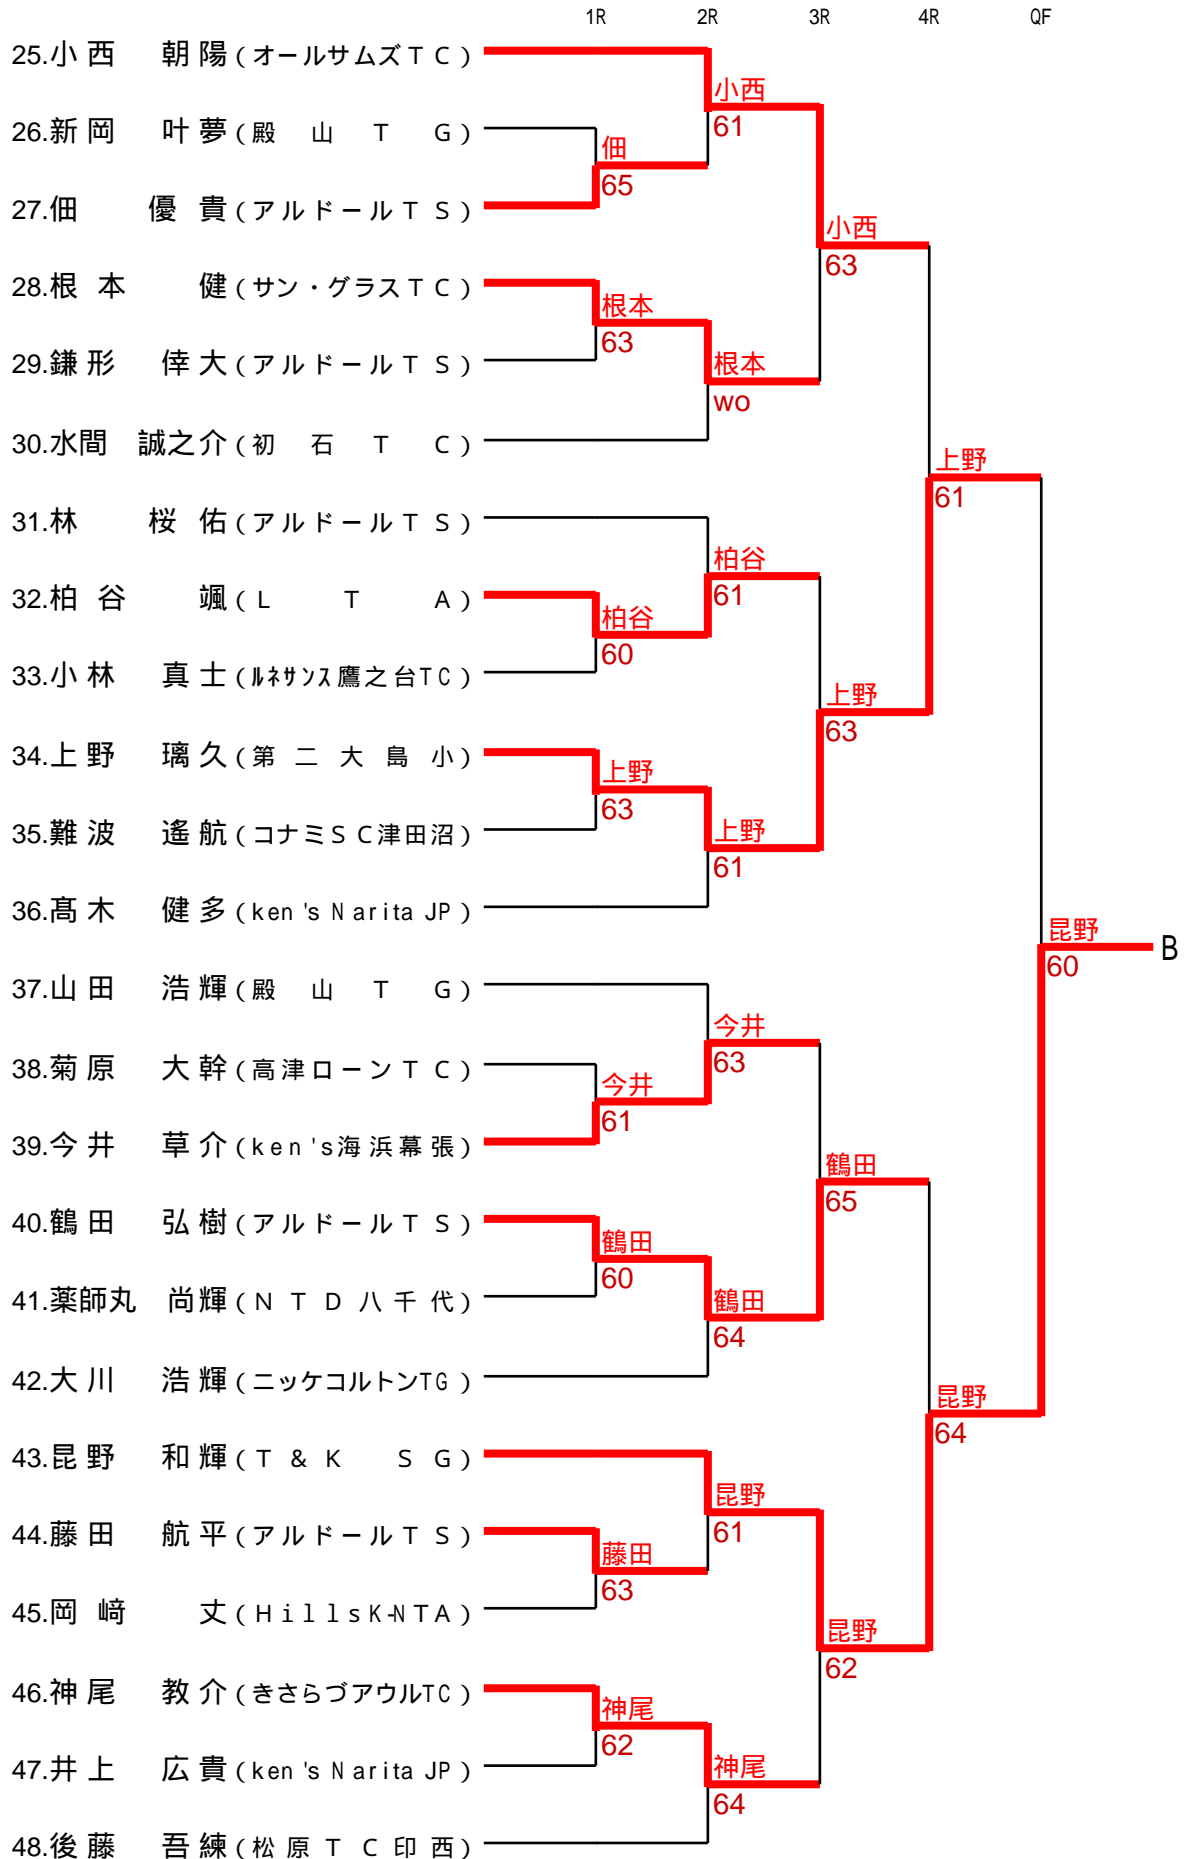 1R 2R 3R 4R QF
25.小西 朝陽(オールサムズTC)
小西
61
26.新岡 叶夢(殿山TG)
佃
65
27.佃 優貴(アルドールTS)
小西
63
28.根本 健(サン・グラスTC)
根本
63
29.鎌形 倖大(アルドールTS)
根本
wo
30.水間 誠之介(初石TC)
上野
61
31.林 桜佑(アルドールTS)
柏谷
61
32.柏谷 颯(LTA)
柏谷
60
33.小林 真士(ルネサンス鷹之台TC)
上野
63
34.上野 璃久(第二大島小)
上野
63
35.難波 遙航(コナミSC津田沼)
上野
61
36.髙木 健多(ken's Narita JP)
昆野
60
B
37.山田 浩輝(殿山TG)
今井
63
38.菊原 大幹(高津ローンTC)
今井
61
39.今井 草介(ken's海浜幕張)
鶴田
65
40.鶴田 弘樹(アルドールTS)
鶴田
60
41.薬師丸 尚輝(NTD八千代)
鶴田
64
42.大川 浩輝(ニッケコルトンTG)
昆野
64
43.昆野 和輝(T&K SG)
昆野
61
44.藤田 航平(アルドールTS)
藤田
63
45.岡﨑 丈(HillsK-NTA)
昆野
62
46.神尾 教介(きさらづアウルTC)
神尾
62
47.井上 広貴(ken's Narita JP)
神尾
64
48.後藤 吾練(松原TC印西)